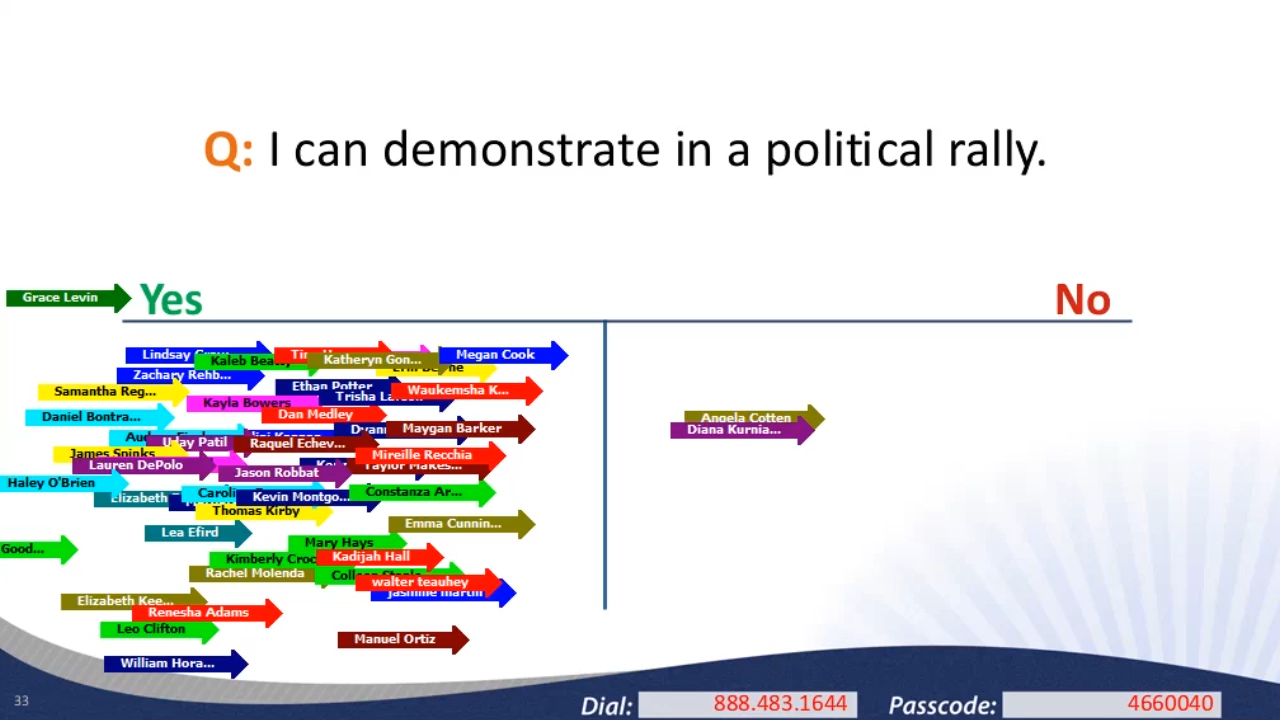 Q: I can demonstrate in a political rally.
Grace Levin
Yes
No
Lindsay
Kaleb
Katheryn Gon...
Megan Cook
Zachary Rehb...
Ethan Potter
Waukemsha K...
Samantha Reg...
Trisha
Kayla Bowers
Daniel Bontra...
Dan Medley
Angela Cotten
Maygan Barker
Diana Kurnia...
Uday Patil
Raquel Echev...
James Spinks
Mireille Recchia
Lauren DePolo
Taylor Makes...
Jason Robbat
Haley O'Brien
Elizabeth
Kevin Montgo...
Constanza Ar...
Thomas Kirby
Emma Cunnin...
Lea Efird
Good...
Mary Hays
Kimberly
Kadijah Hall
Rachel Molenda
walter teauhey
Elizabeth Kee...
Renesha Adams
Leo Clifton
Manuel Ortiz
William Hora...
33
Dial: 888.483.1644 Passcode: 4660040